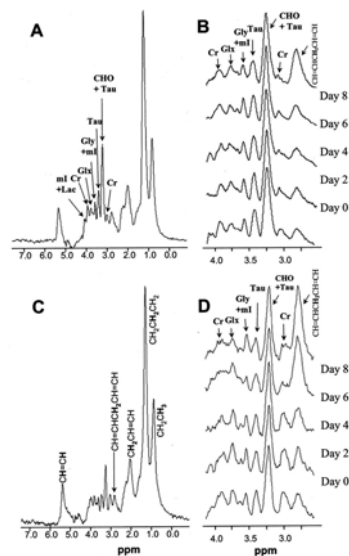 A
CHO
+ Tau
Tau
Gly
+mI
Glx
Cr
mI
+Lac
Cr
7.0 6.0 5.0 4.0 3.0 2.0 1.0 0.0
B
CHO
+ Tau
Tau
Gly
+mI
Glx
Cr
Cr
CH=CHCH₂CH=CH
Day 8
Day 6
Day 4
Day 2
Day 0
4.0 3.5 3.0
C
CH=CH
CH=CHCH₂CH=CH
CH₂CH=CH
CH₂CH₂CH₂
CH₂CH₃
7.0 6.0 5.0 4.0 3.0 2.0 1.0 0.0
ppm
D
CHO
+Tau
Tau
Gly
+mI
Glx
Cr
Cr
CH=CHCH₂CH=CH
Day 8
Day 6
Day 4
Day 2
Day 0
4.0 3.5 3.0
ppm